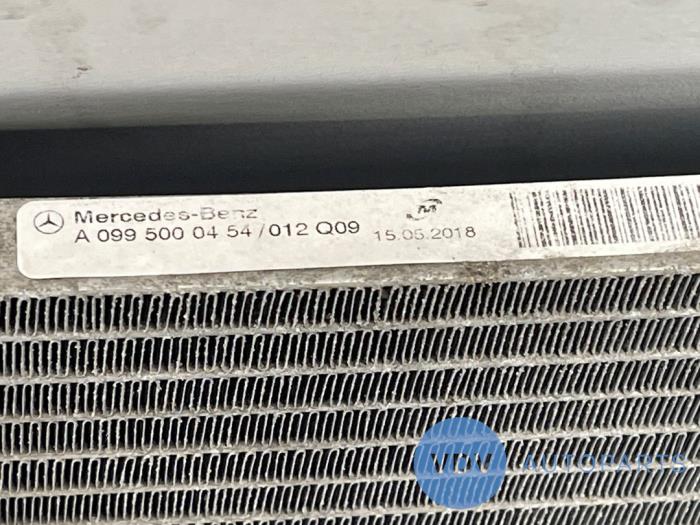 Mercedes-Benz
A 099 500 04 54 / 012 Q09 15.05.2018
VDV AUTOPARTS